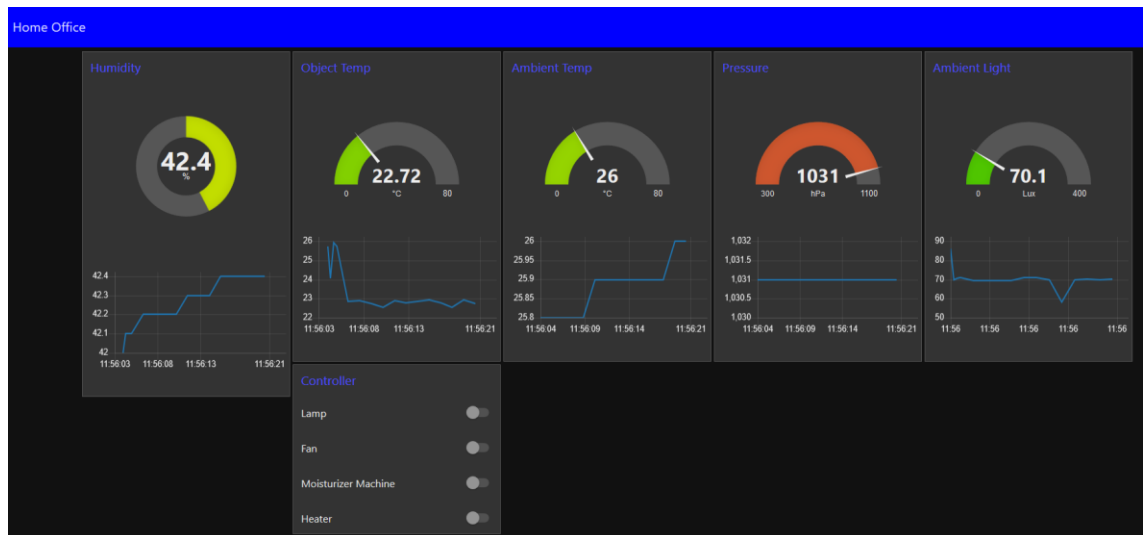 Home Office
Humidity
42.4
%
42.4
42.3
42.2
42.1
42
11:56:03 11:56:08 11:56:13 11:56:21
Object Temp
22.72
0 °C 80
26
25
24
23
22
11:56:03 11:56:08 11:56:13 11:56:21
Ambient Temp
26
0 °C 80
26
25.95
25.9
25.85
25.8
11:56:04 11:56:09 11:56:14 11:56:21
Pressure
1031
300 hPa 1100
1,032
1,031.5
1,031
1,030.5
1,030
11:56:04 11:56:09 11:56:14 11:56:21
Ambient Light
70.1
0 Lux 400
90
80
70
60
50
11:56 11:56 11:56 11:56 11:56
Controller
Lamp
Fan
Moisturizer Machine
Heater